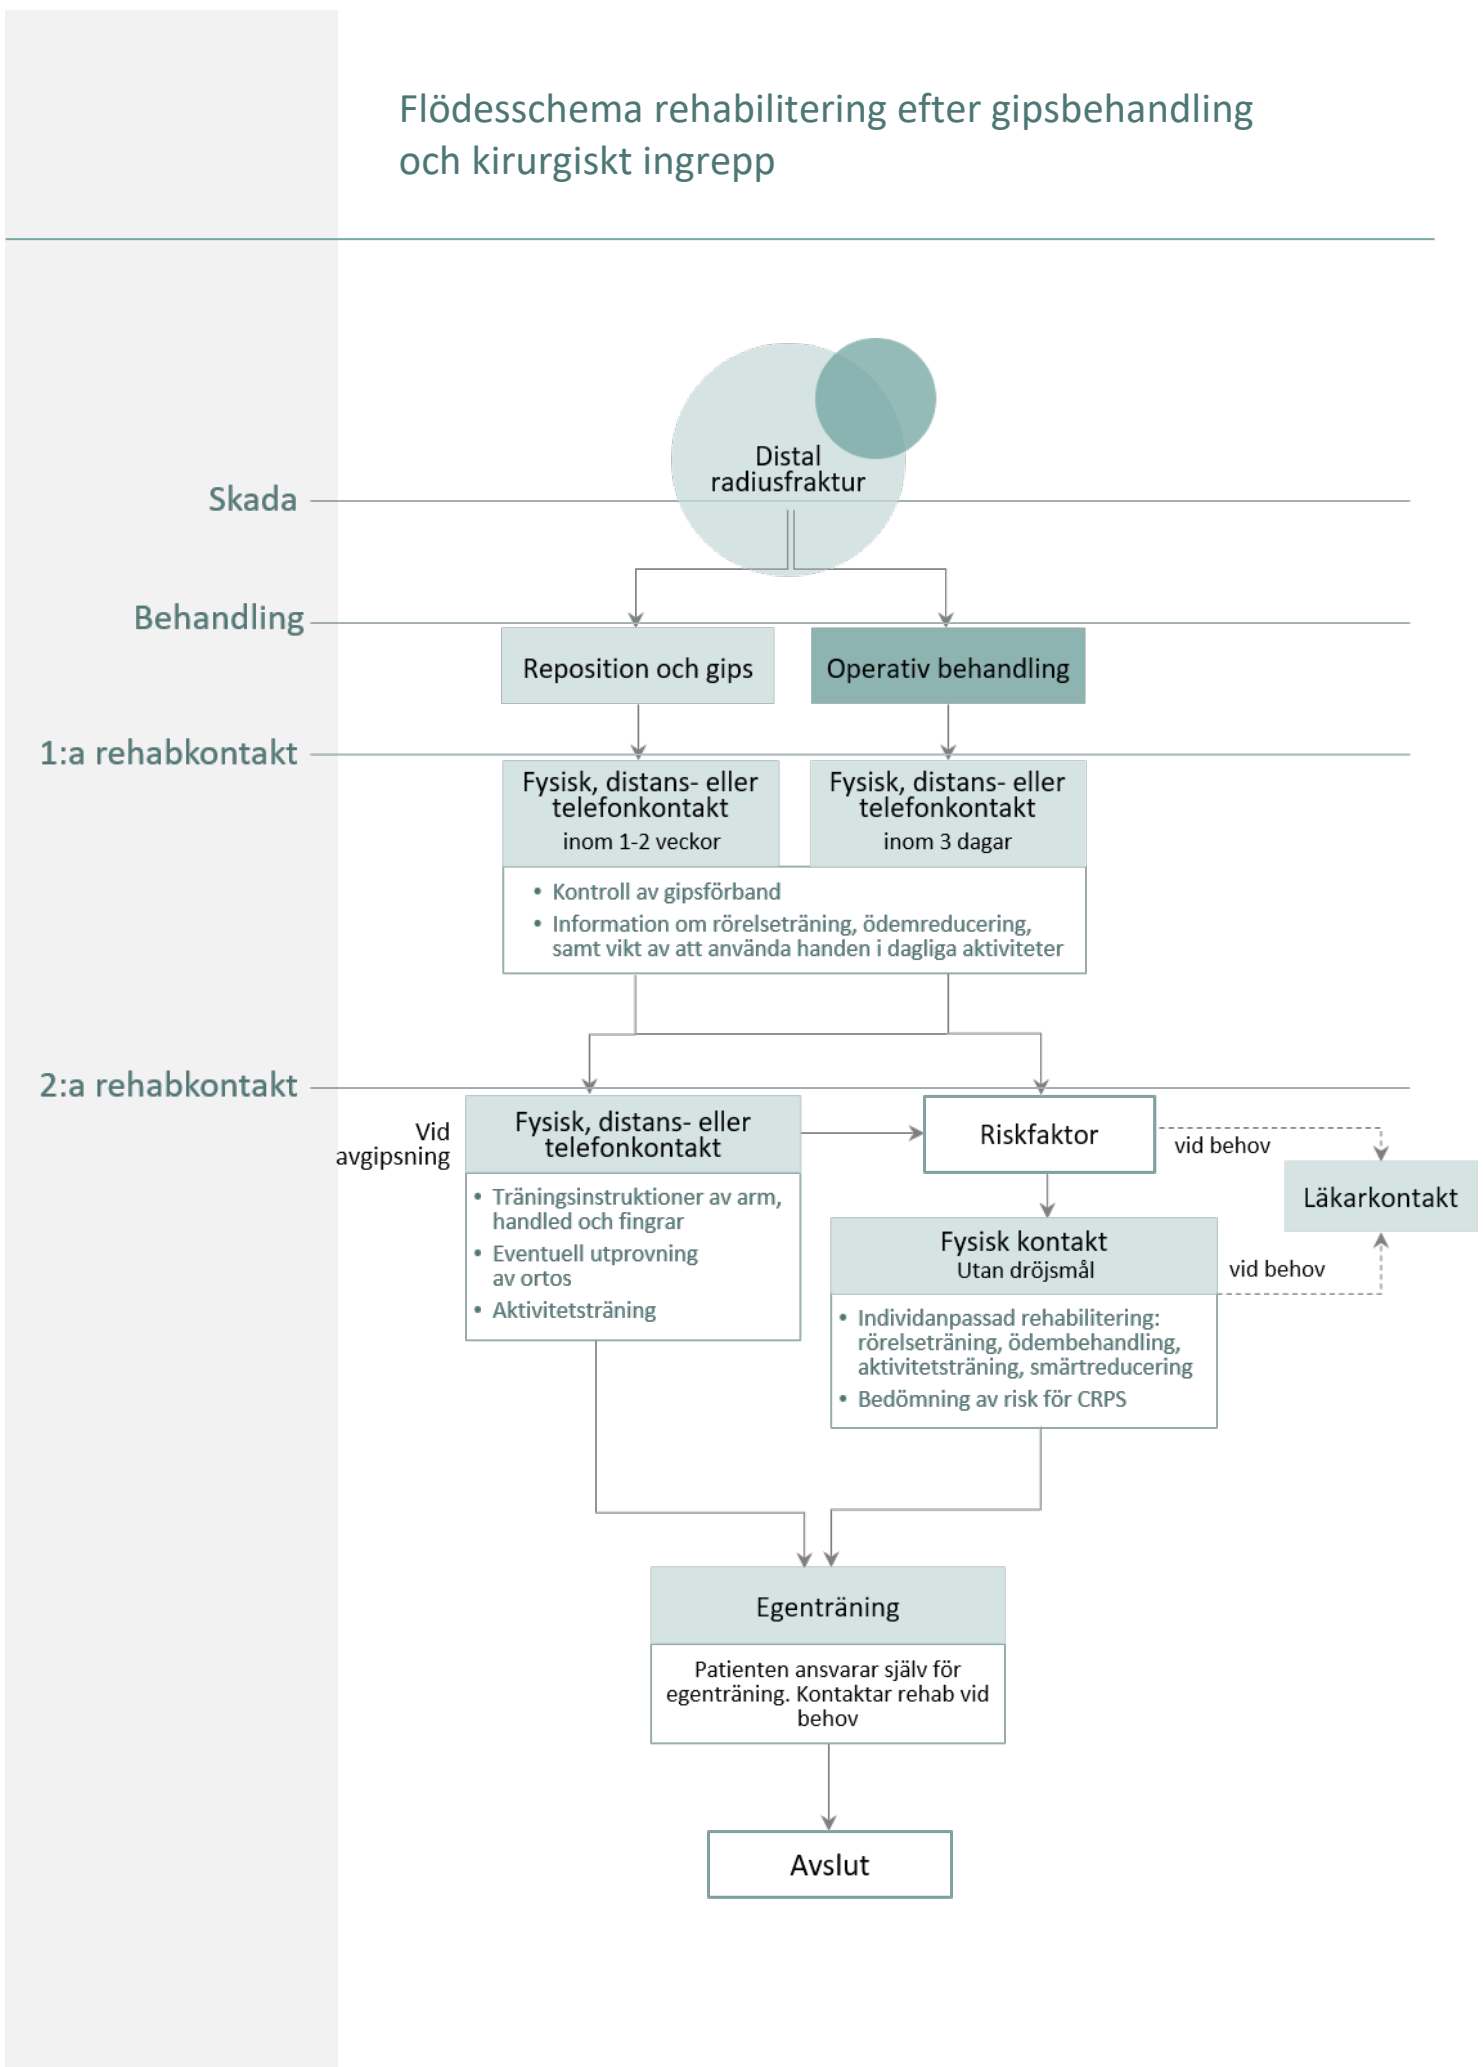 Flödesschema rehabilitering efter gipsbehandling
och kirurgiskt ingrepp
Distal
radiusfraktur
Skada
Behandling
Reposition och gips
Operativ behandling
1:a rehabkontakt
Fysisk, distans- eller
telefonkontakt
inom 1-2 veckor
Fysisk, distans- eller
telefonkontakt
inom 3 dagar
• Kontroll av gipsförband
• Information om rörelseträning, ödemreducering,
samt vikt av att använda handen i dagliga aktiviteter
2:a rehabkontakt
Vid
avgipsning
Fysisk, distans- eller
telefonkontakt
• Träningsinstruktioner av arm,
handled och fingrar
• Eventuell utprovning
av ortos
• Aktivitetsträning
Riskfaktor
vid behov
Läkarkontakt
Fysisk kontakt
Utan dröjsmål
vid behov
• Individanpassad rehabilitering:
rörelseträning, ödembehandling,
aktivitetsträning, smärtreducering
• Bedömning av risk för CRPS
Egenträning
Patienten ansvarar själv för
egenträning. Kontaktar rehab vid
behov
Avslut